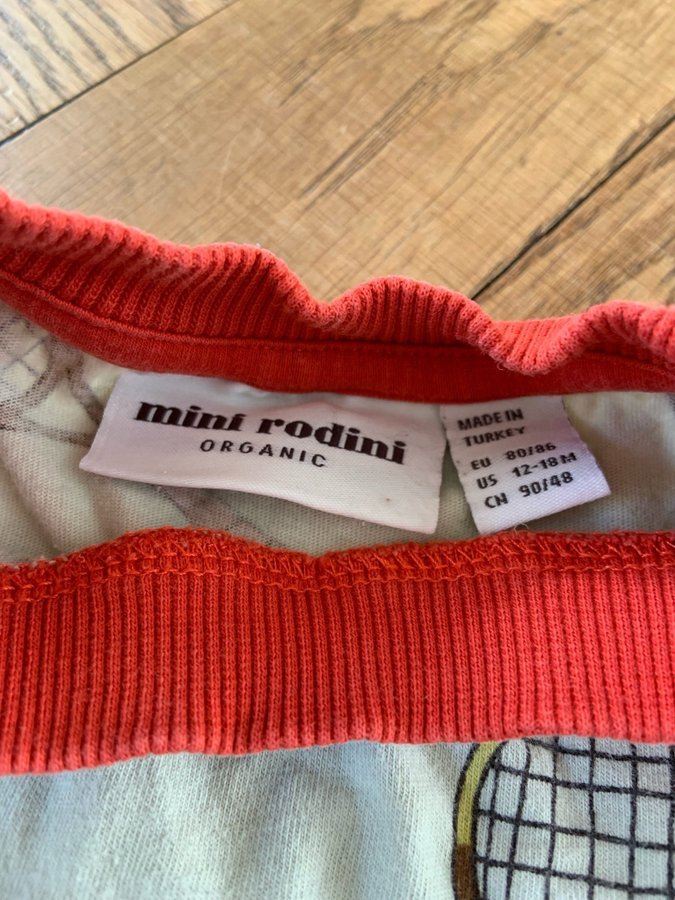 mini rodini
ORGANIC
MADE IN
TURKEY
EU 80/86
US 12-18M
CN 90/48